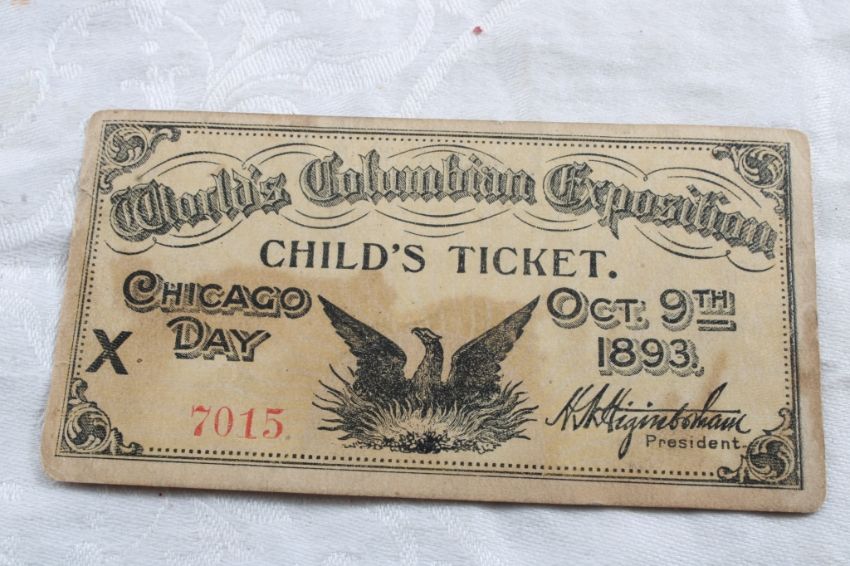 World's Columbian Exposition
CHILD'S TICKET.
CHICAGO DAY
OCT. 9TH 1893.
X
7015
H. N. Higinbotham
President.